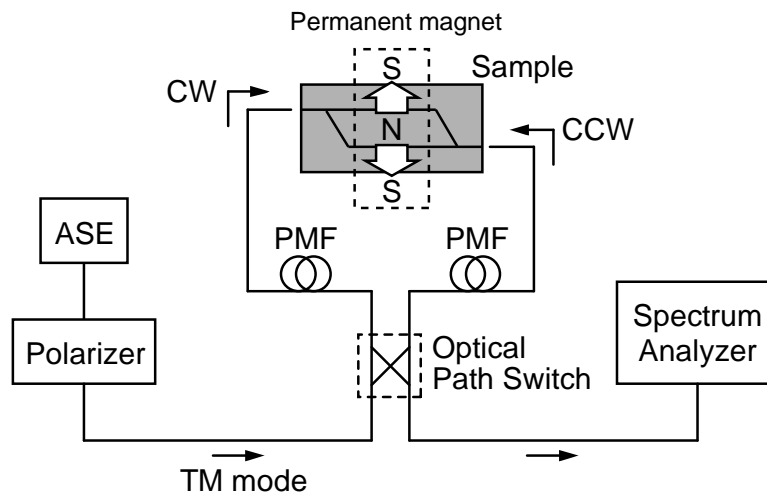 Permanent magnet
S
Sample
CW
N
CCW
S
ASE
PMF
PMF
Polarizer
Optical
Path Switch
Spectrum
Analyzer
TM mode